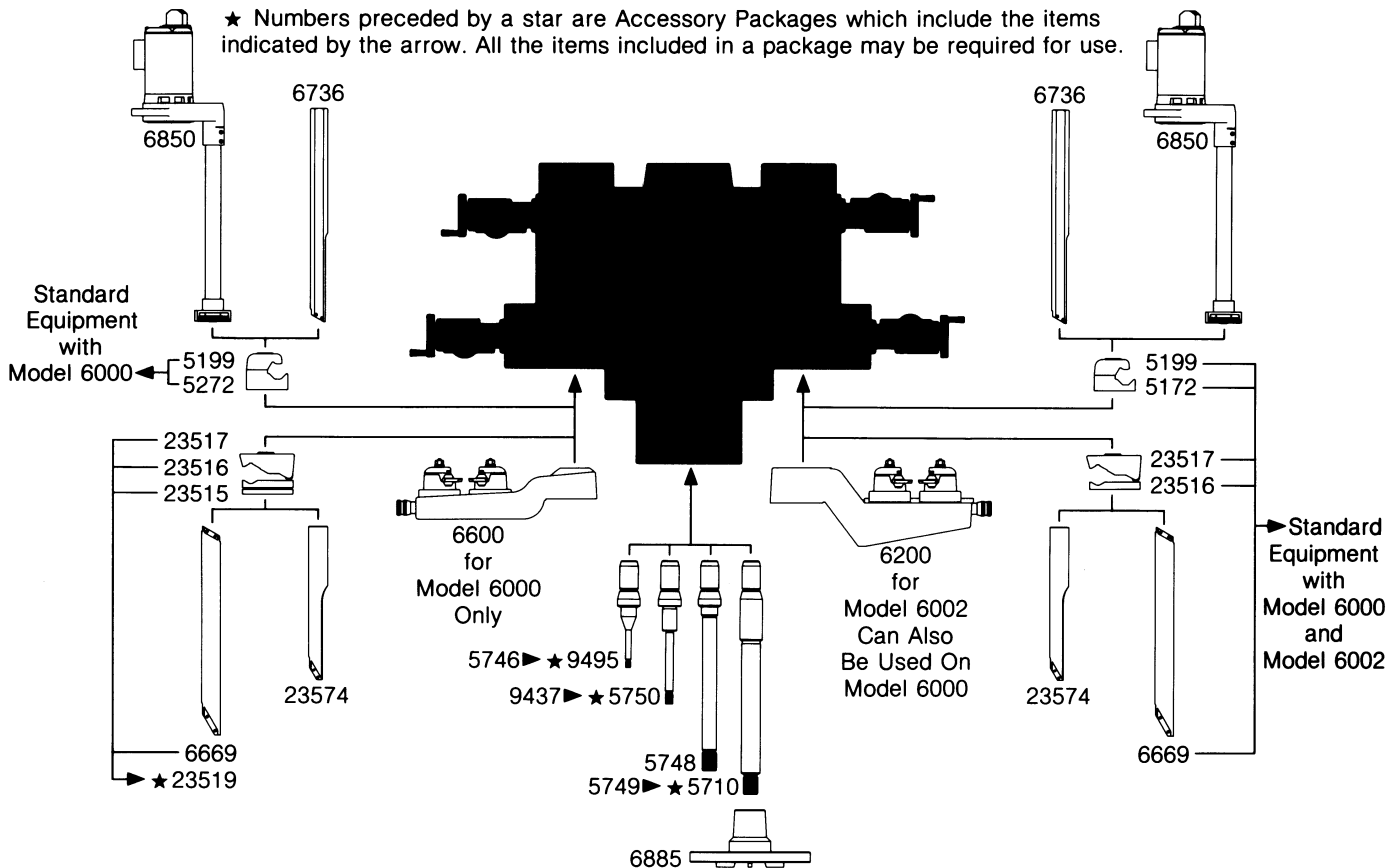 ★ Numbers preceded by a star are Accessory Packages which include the items
indicated by the arrow. All the items included in a package may be required for use.
6850
6736
6736
6850
Standard
Equipment
with
Model 6000
5199
5272
5199
5172
23517
23516
23515
23517
23516
6600
for
Model 6000
Only
6200
for
Model 6002
Can Also
Be Used On
Model 6000
Standard
Equipment
with
Model 6000
and
Model 6002
23574
6669
★ 23519
5746 ► ★ 9495
9437 ► ★ 5750
5748
5749 ► ★ 5710
23574
6669
6885